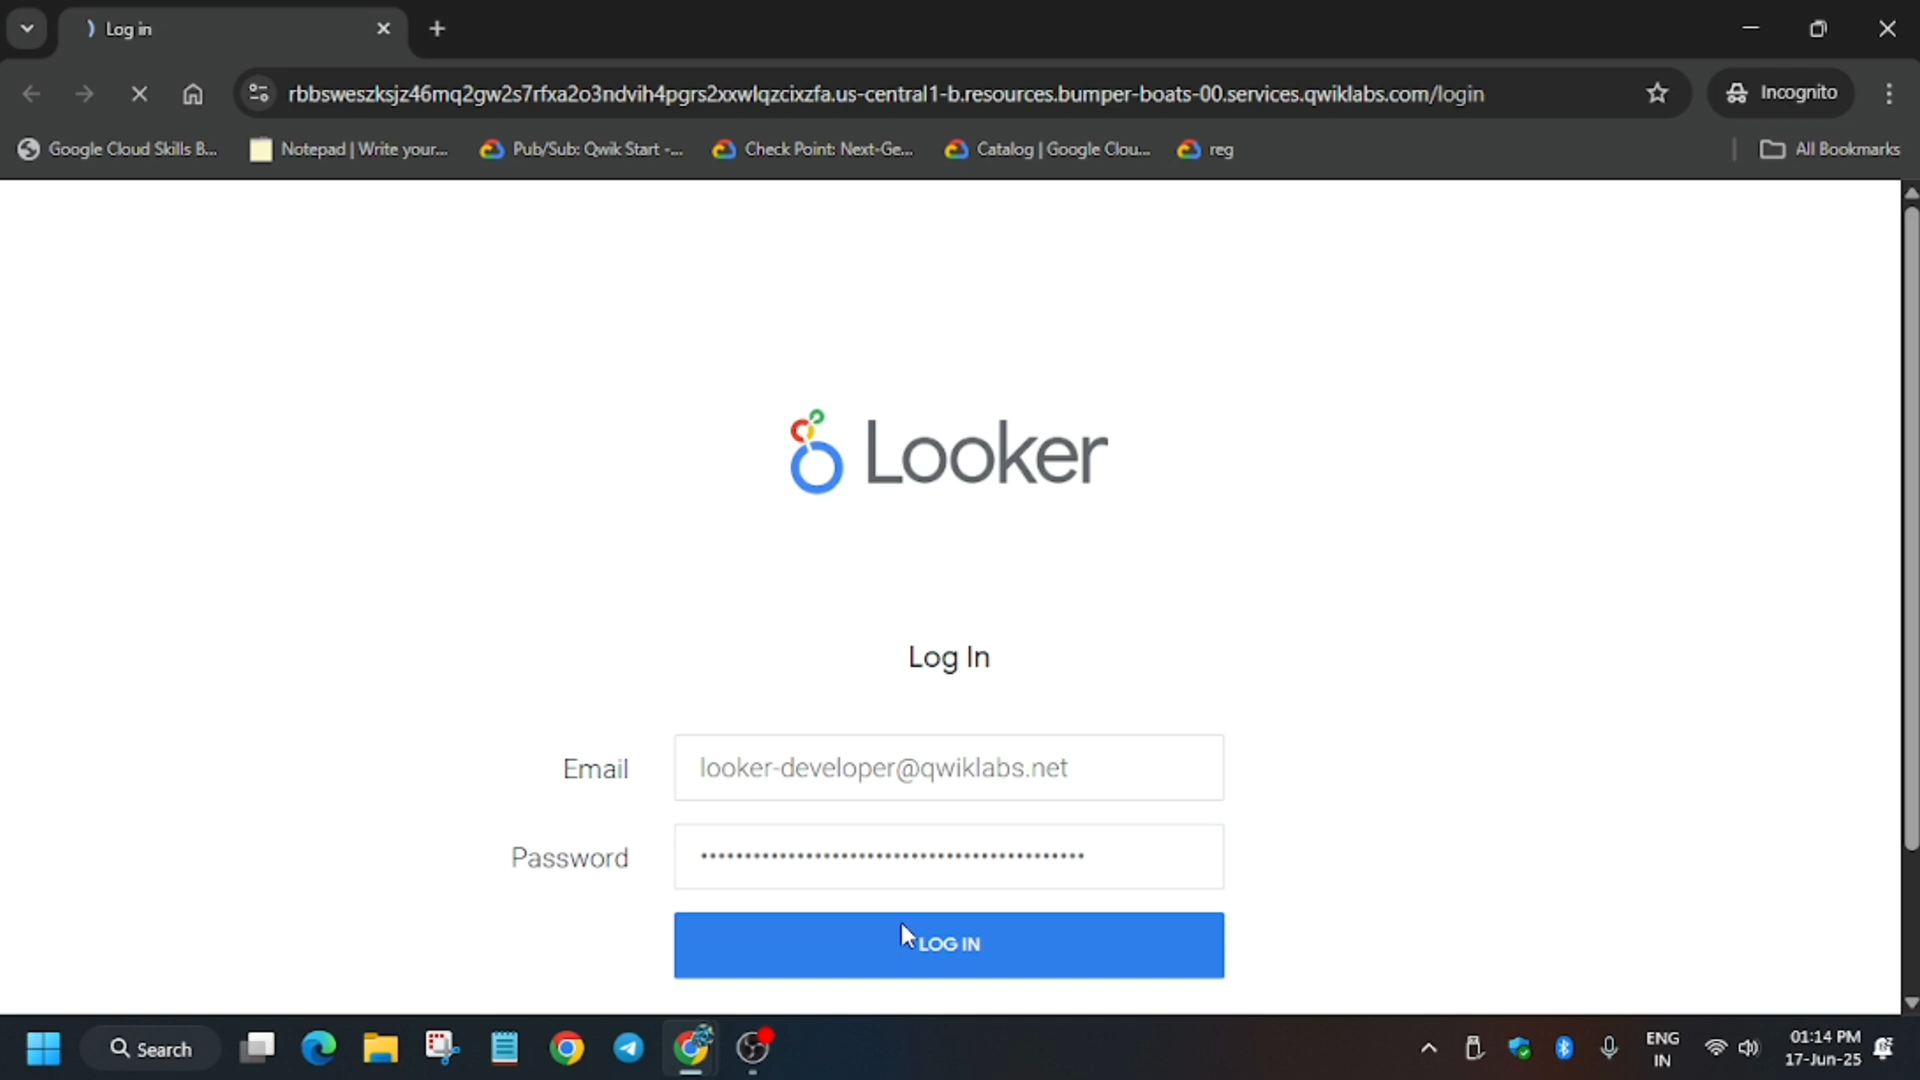 Log in
rbbsweszksjz46mq2gw2s7rfxa2o3ndvih4pgrs2xxwlqzcixzfa.us-central1-b.resources.bumper-boats-00.services.qwiklabs.com/login
Incognito
Google Cloud Skills B...
Notepad | Write your...
Pub/Sub: Qwik Start -...
Check Point: Next-Ge...
Catalog | Google Clou...
reg
All Bookmarks
Looker
Log In
Email
looker-developer@qwiklabs.net
Password
LOG IN
Search
ENG
IN
01:14 PM
17-Jun-25